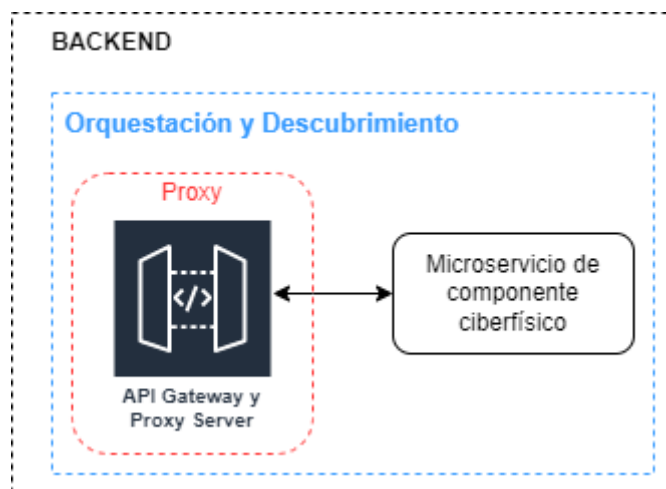 BACKEND
Orquestación y Descubrimiento
Proxy
</>
API Gateway y
Proxy Server
Microservicio de
componente
ciberfísico